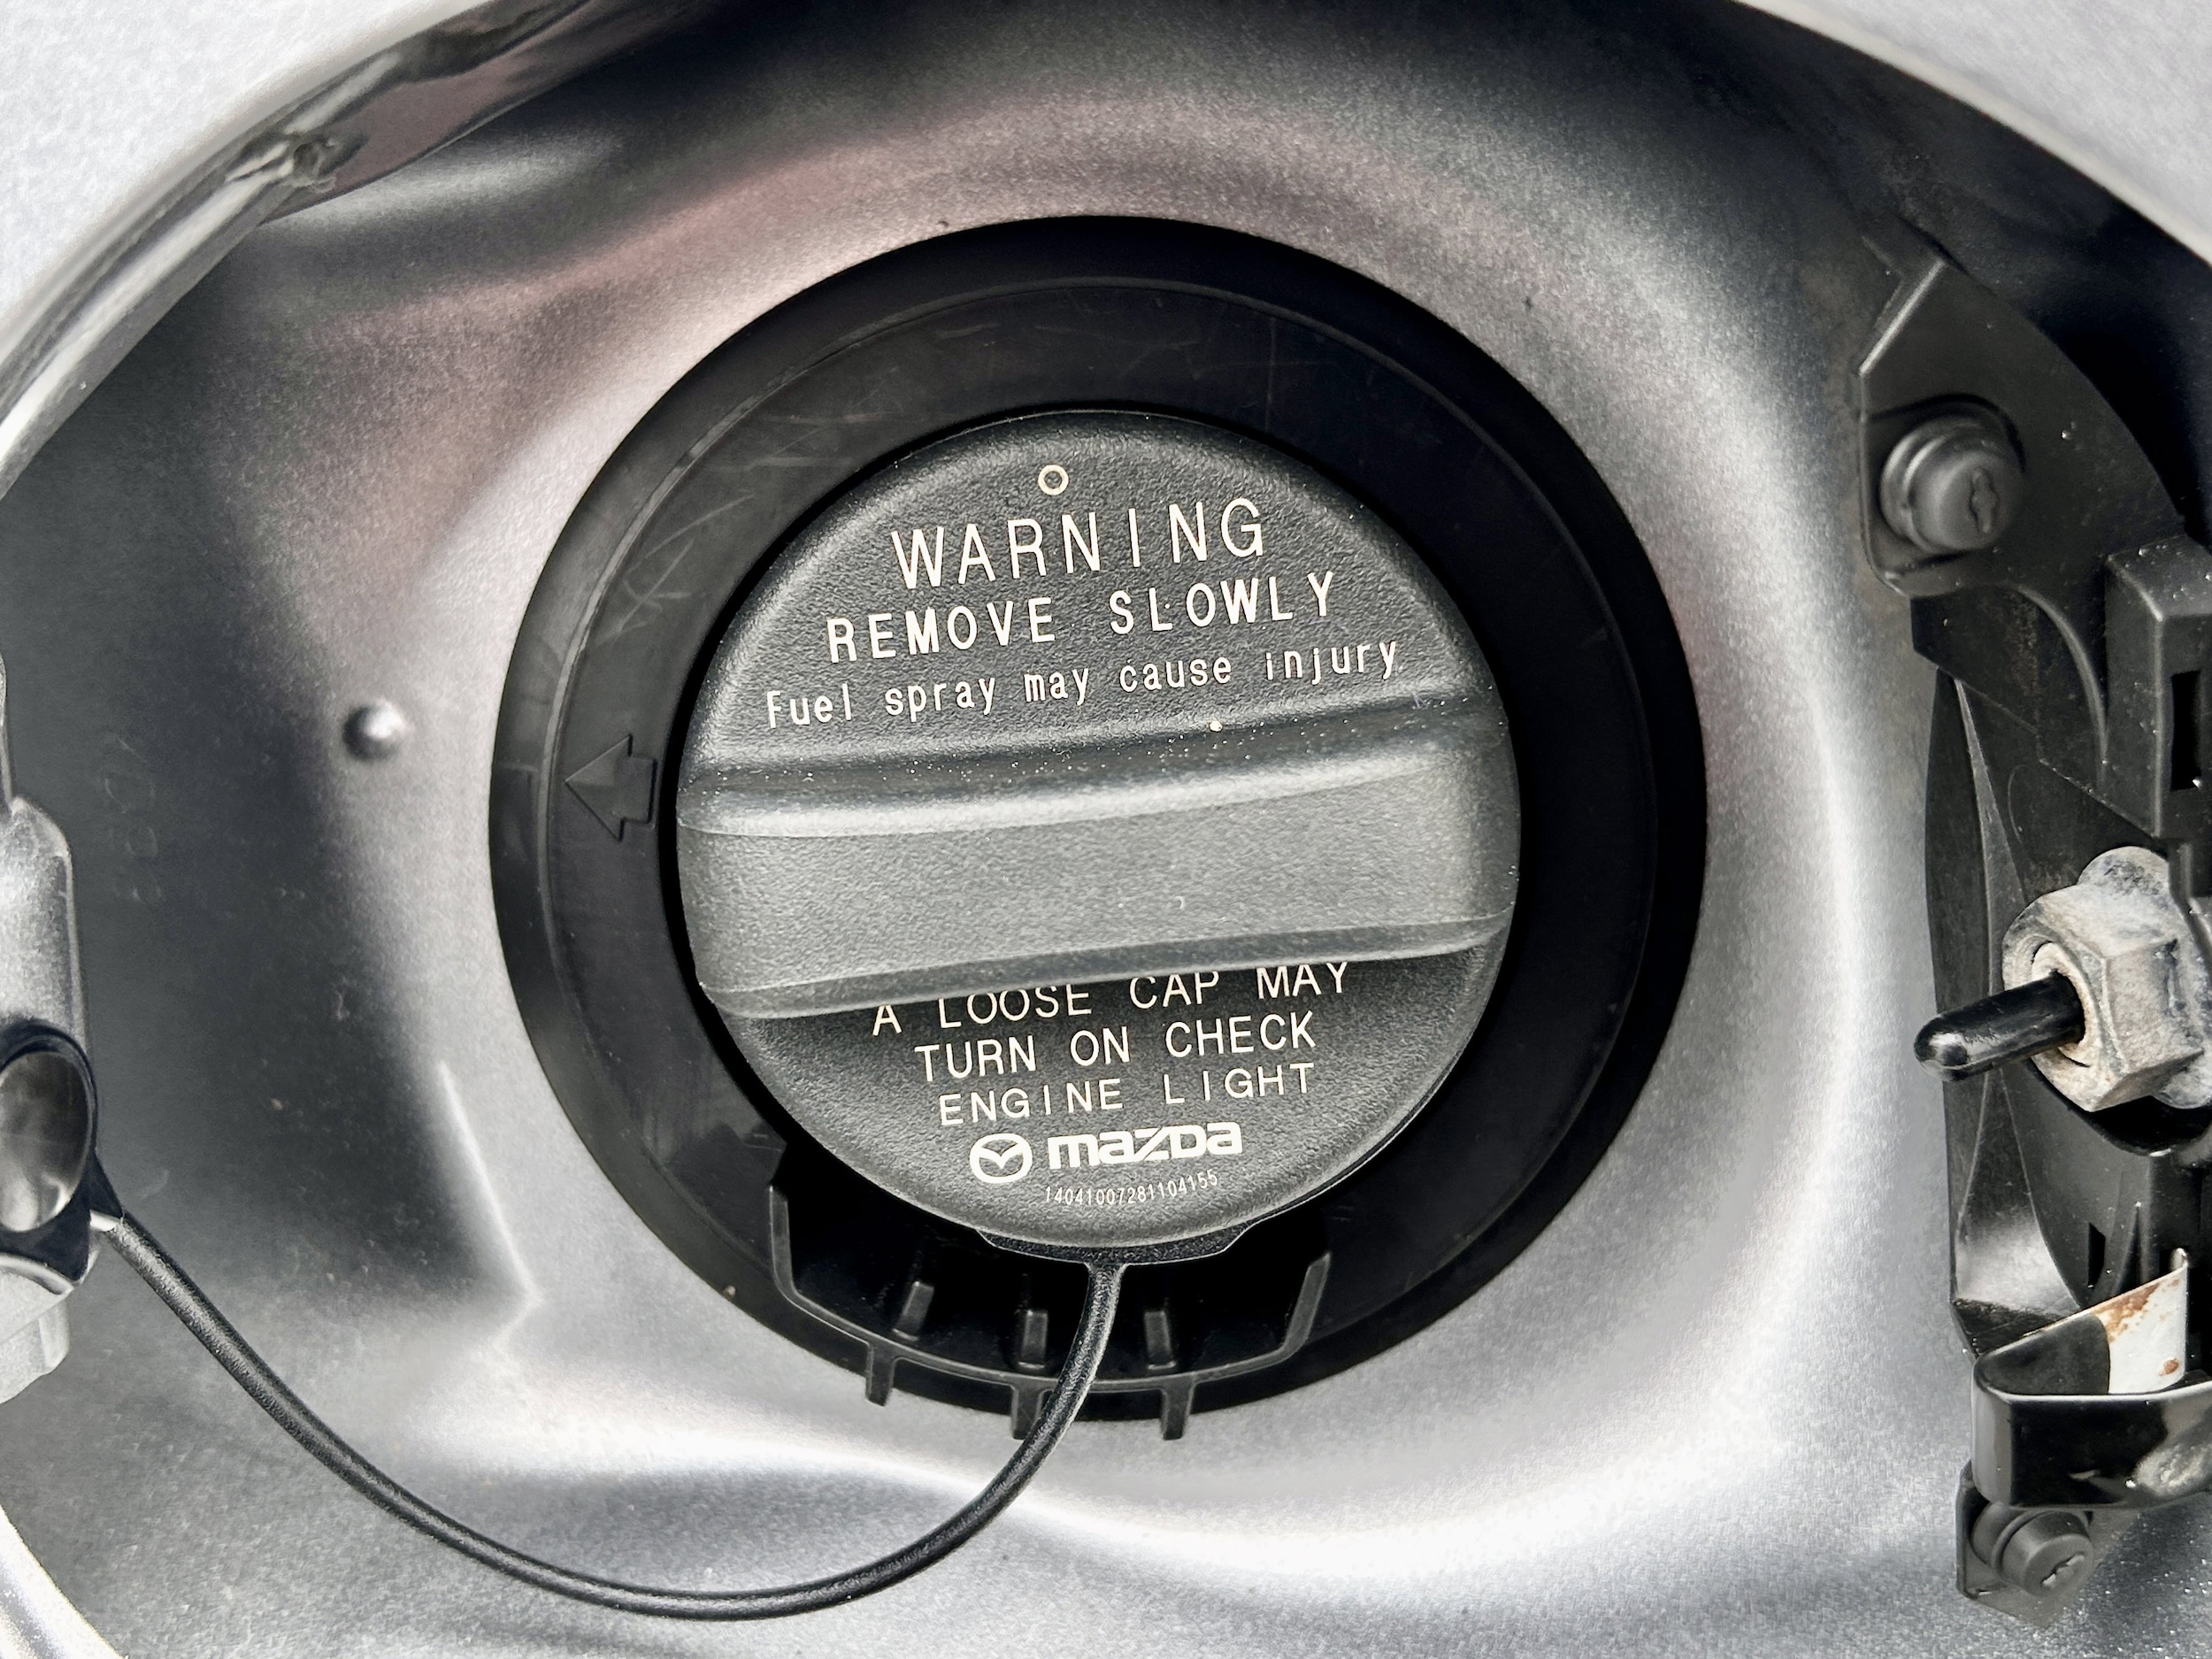 WARNING
REMOVE SLOWLY
Fuel spray may cause injury.
A LOOSE CAP MAY
TURN ON CHECK
ENGINE LIGHT
mazda
14041007281104155